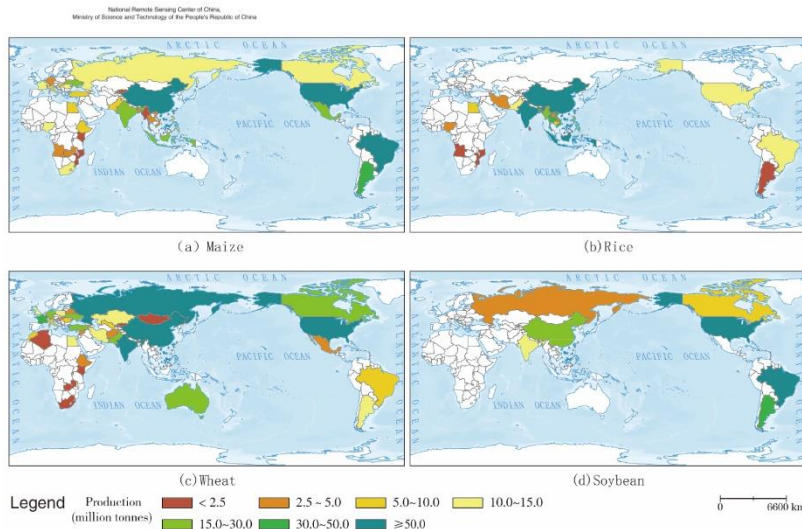 National Remote Sensing Center of China,
Ministry of Science and Technology of the People's Republic of China
ARCTIC OCEAN
ARCTIC OCEAN
PACIFIC OCEAN
PACIFIC OCEAN
INDIAN OCEAN
INDIAN OCEAN
(a) Maize
(b)Rice
ARCTIC OCEAN
ARCTIC OCEAN
PACIFIC OCEAN
PACIFIC OCEAN
INDIAN OCEAN
INDIAN OCEAN
(c)Wheat
(d)Soybean
Legend
Production
(million tonnes)
< 2.5
2.5 ~ 5.0
5.0~10.0
10.0~15.0
15.0~30.0
30.0~50.0
≥50.0
0 6600 km